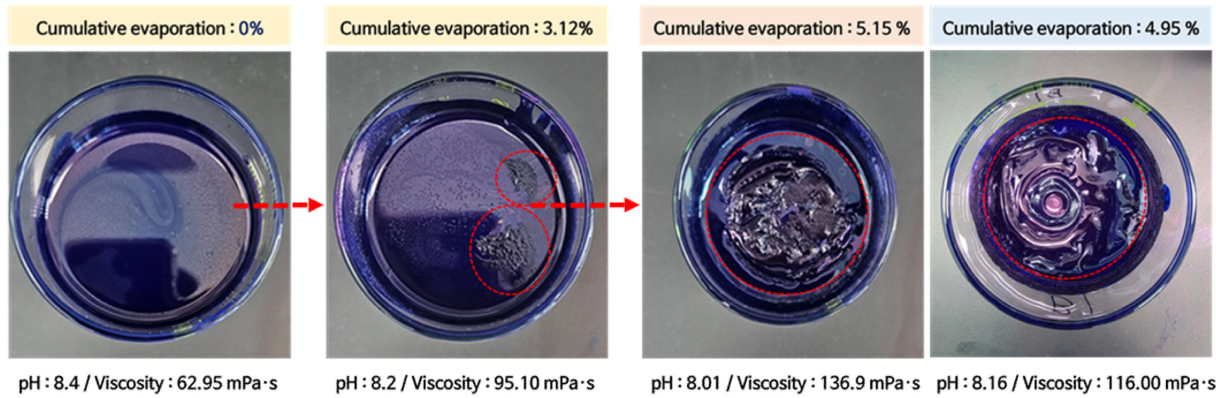 Cumulative evaporation : 0%
Cumulative evaporation : 3.12%
Cumulative evaporation : 5.15 %
Cumulative evaporation : 4.95 %
pH : 8.4 / Viscosity : 62.95 mPa·s
pH : 8.2 / Viscosity : 95.10 mPa·s
pH : 8.01 / Viscosity : 136.9 mPa·s
pH : 8.16 / Viscosity : 116.00 mPa·s